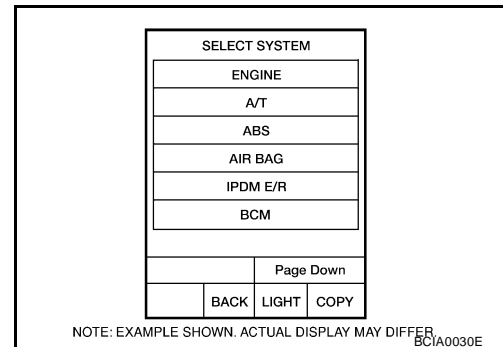 SELECT SYSTEM
ENGINE
A/T
ABS
AIR BAG
IPDM E/R
BCM
Page Down
BACK LIGHT COPY
NOTE: EXAMPLE SHOWN. ACTUAL DISPLAY MAY DIFFER.
BCIA0030E